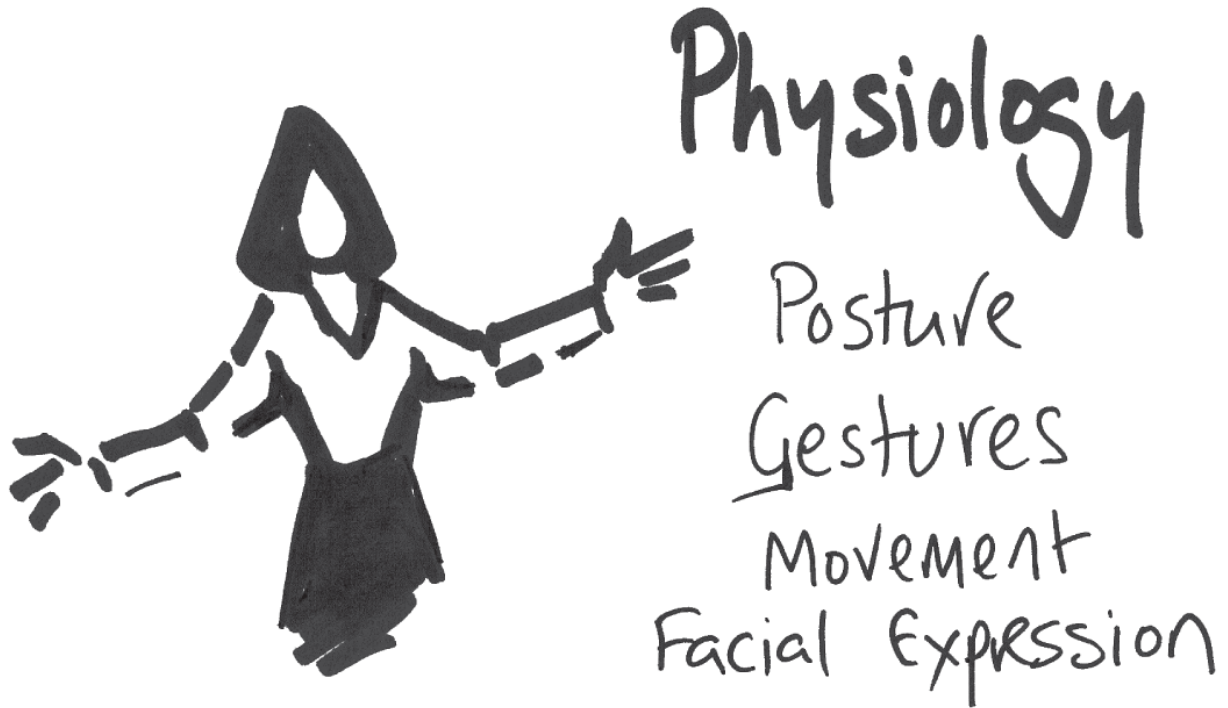 Physiology
Posture
Gestures
Movement
Facial Expression